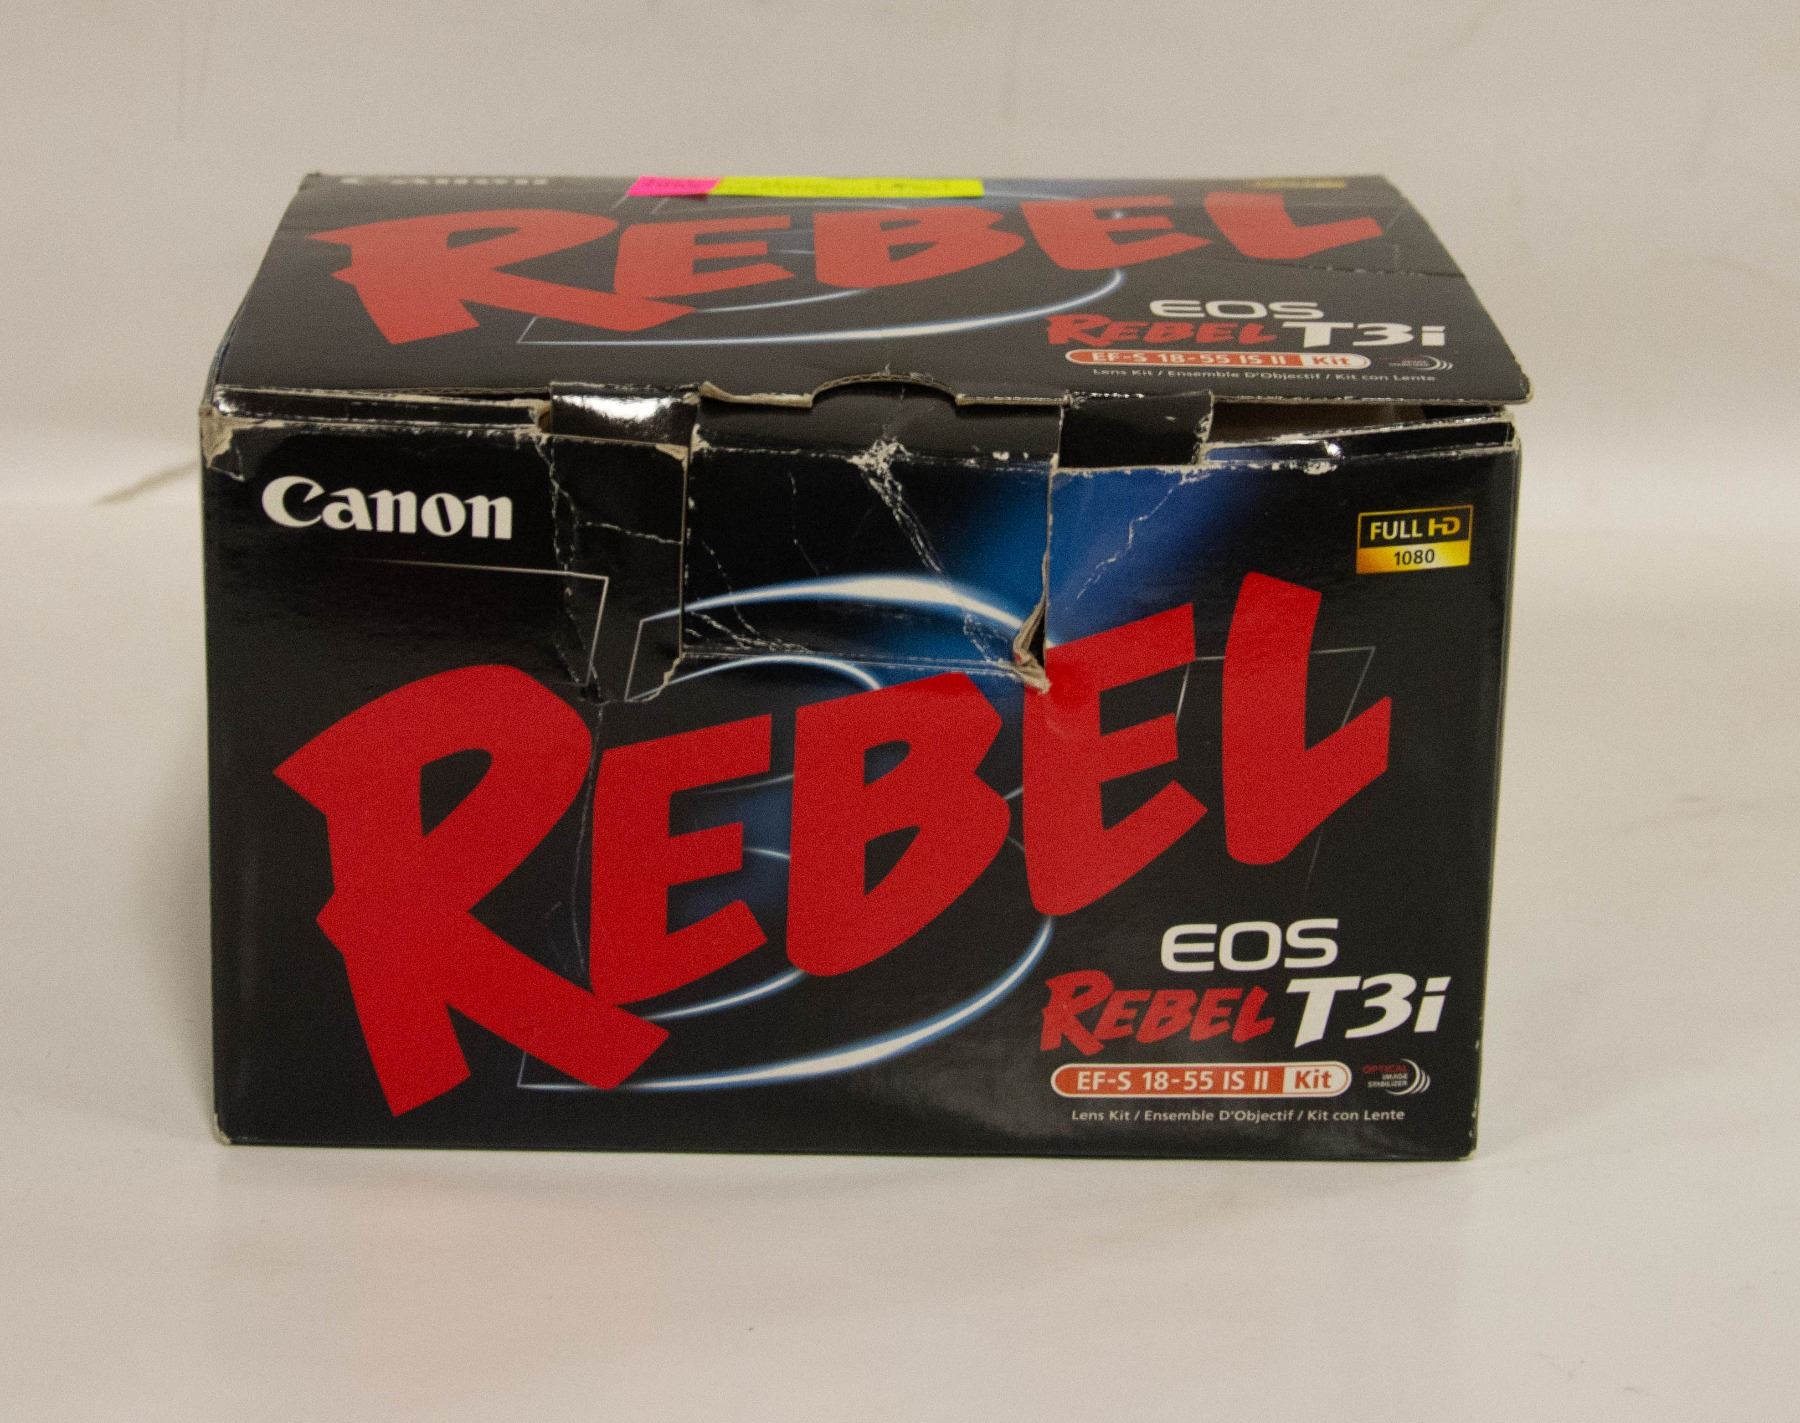 Canon
REBEL
EOS
REBEL T3i
EF-S 18-55 IS II Kit
Lens Kit / Ensemble D'Objectif / Kit con Lente
Canon
FULL HD
1080
REBEL
EOS
REBEL T3i
EF-S 18-55 IS II Kit
OPTICAL
IMAGE
STABILIZER
Lens Kit / Ensemble D'Objectif / Kit con Lente